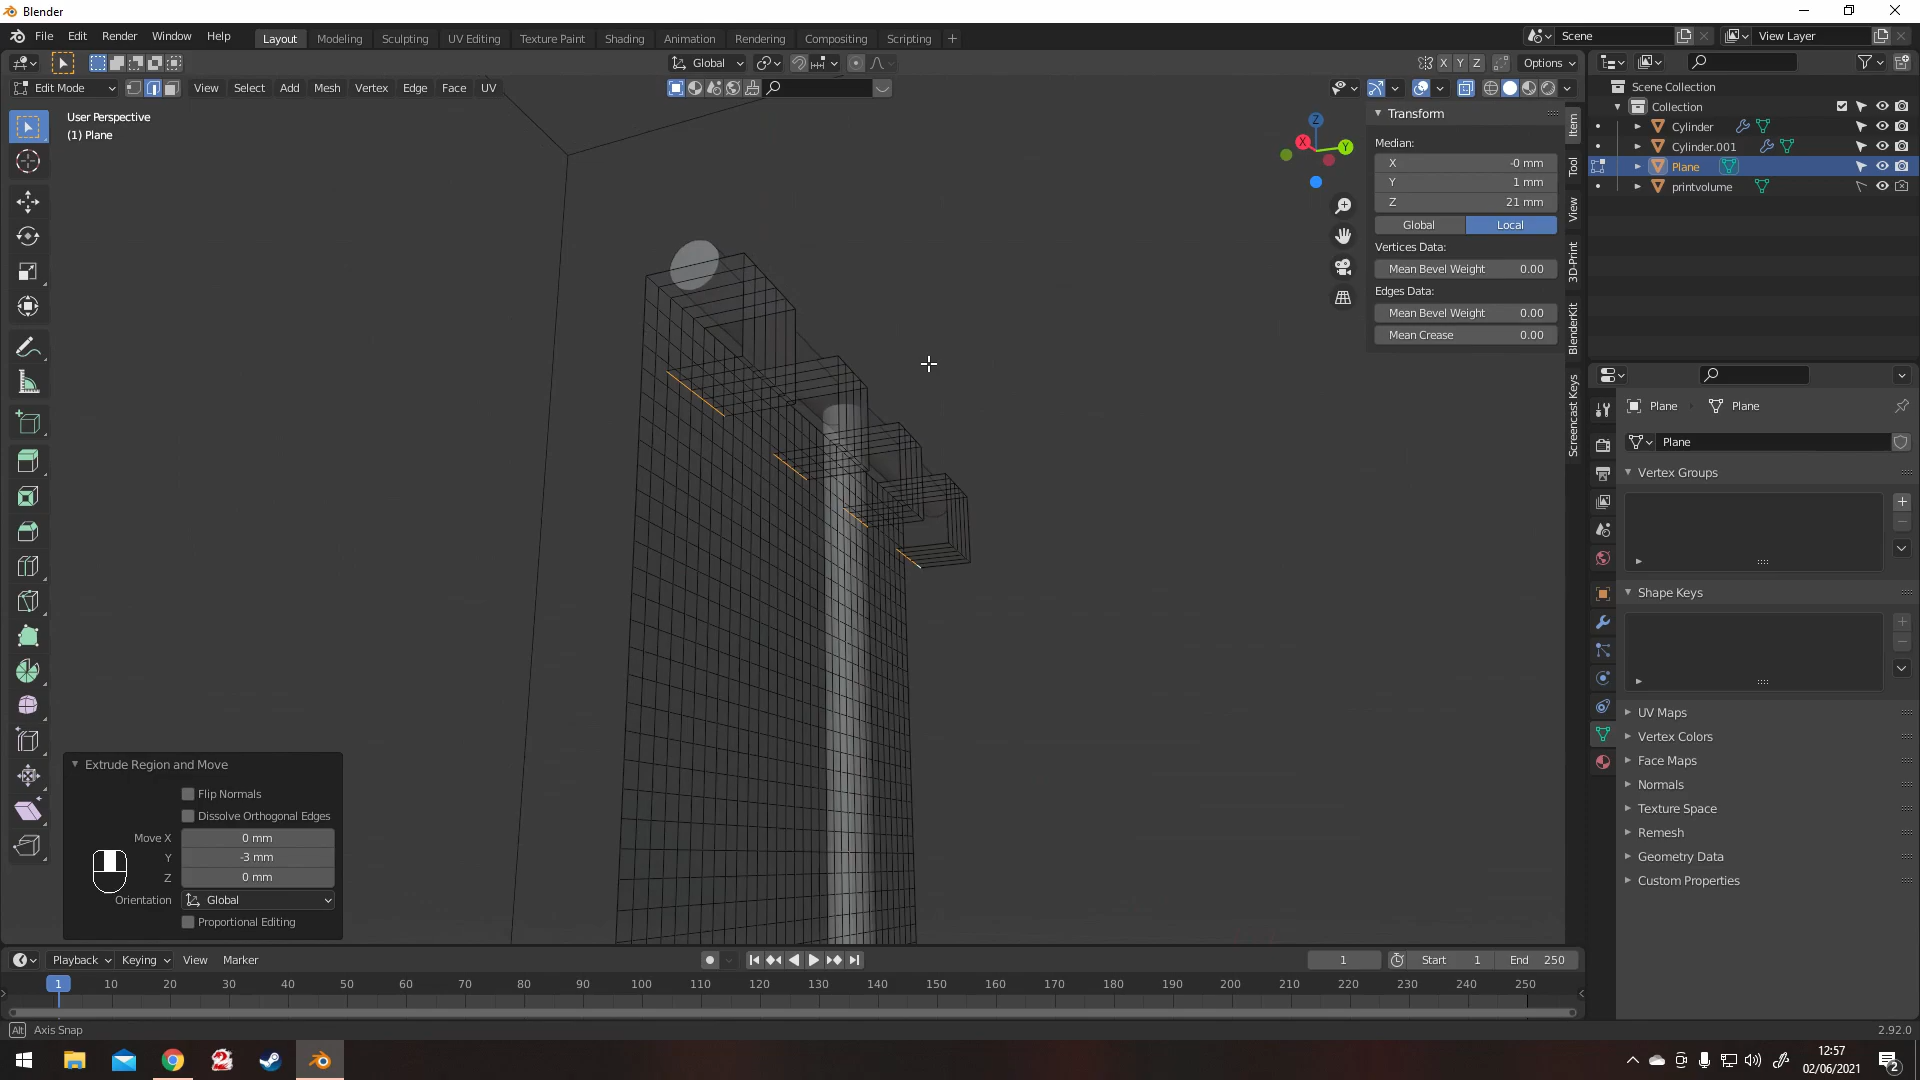 Blender
File Edit Render Window Help
Layout Modeling Sculpting UV Editing Texture Paint Shading Animation Rendering Compositing Scripting
Scene
View Layer
Global
X Y Z
Options
Edit Mode
View Select Add Mesh Vertex Edge Face UV
User Perspective
(1) Plane
Z
X
Y
Transform
Median:
X -0 mm
Y 1 mm
Z 21 mm
Global Local
Vertices Data:
Mean Bevel Weight 0.00
Edges Data:
Mean Bevel Weight 0.00
Mean Crease 0.00
Item
Tool
View
3D-Print
BlenderKit
Screencast Keys
Scene Collection
Collection
Cylinder
Cylinder.001
Plane
printvolume
Plane Plane
Plane
Vertex Groups
Shape Keys
UV Maps
Vertex Colors
Face Maps
Normals
Texture Space
Remesh
Geometry Data
Custom Properties
Extrude Region and Move
Flip Normals
Dissolve Orthogonal Edges
Move X 0 mm
Y -3 mm
Z 0 mm
Orientation Global
Proportional Editing
Playback Keying View Marker
1
Start 1
End 250
1 10 20 30 40 50 60 70 80 90 100 110 120 130 140 150 160 170 180 190 200 210 220 230 240 250
Alt Axis Snap
2.92.0
12:57
02/06/2021
2